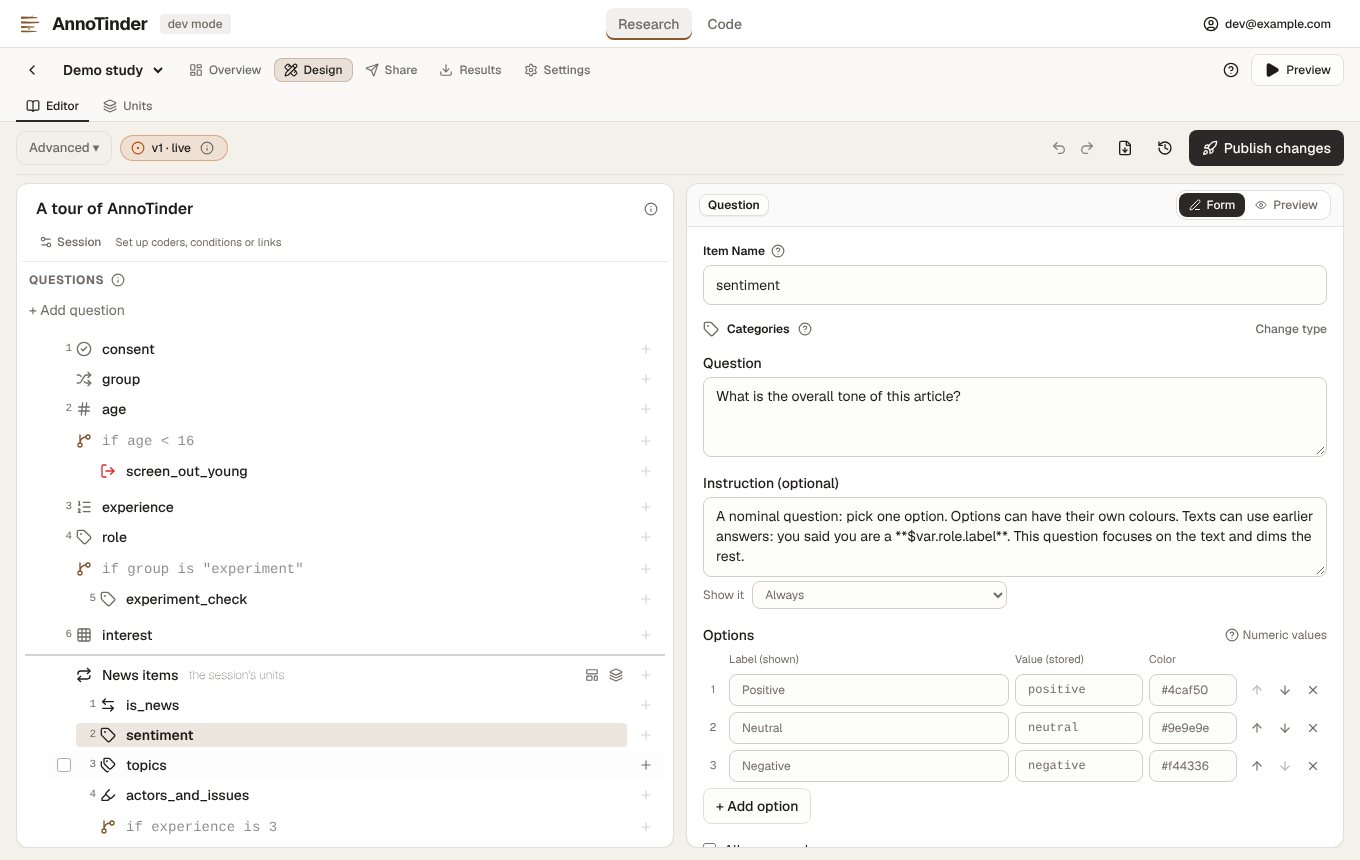 AnnoTinder dev mode Research Code dev@example.com
Demo study Overview Design Share Results Settings Preview
Editor Units
Advanced ▾ v1 · live Publish changes
A tour of AnnoTinder
Session Set up coders, conditions or links
QUESTIONS
+ Add question
1 consent
group
2 # age
if age < 16
screen_out_young
3 experience
4 role
if group is "experiment"
5 experiment_check
6 interest
News items the session's units
1 is_news
2 sentiment
3 topics
4 actors_and_issues
if experience is 3
Question Form Preview
Item Name
sentiment
Categories Change type
Question
What is the overall tone of this article?
Instruction (optional)
A nominal question: pick one option. Options can have their own colours. Texts can use earlier
answers: you said you are a **$var.role.label**. This question focuses on the text and dims the
rest.
Show it Always
Options Numeric values
Label (shown) Value (stored) Color
1 Positive positive #4caf50
2 Neutral neutral #9e9e9e
3 Negative negative #f44336
+ Add option